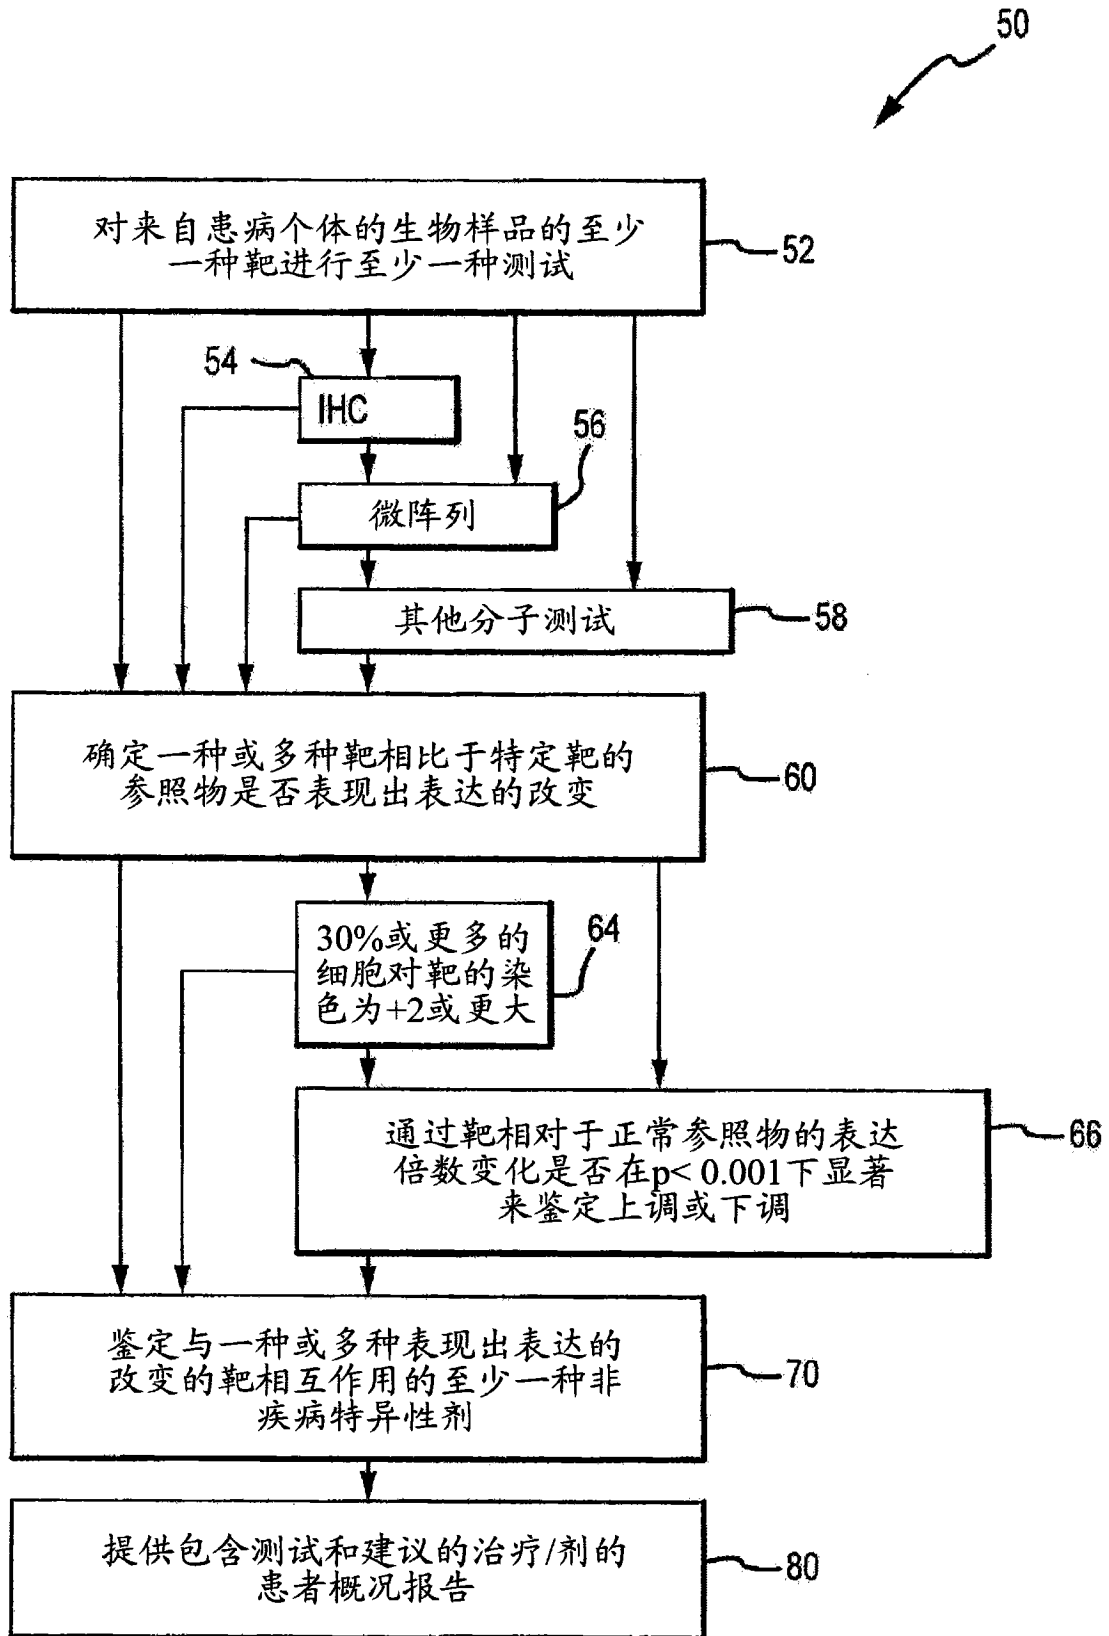 50
对来自患病个体的生物样品的至少
一种靶进行至少一种测试
52
54
IHC
56
微阵列
其他分子测试
58
确定一种或多种靶相比于特定靶的
参照物是否表现出表达的改变
60
30%或更多的
细胞对靶的染
色为+2或更大
64
通过靶相对于正常参照物的表达
倍数变化是否在p< 0.001下显著
来鉴定上调或下调
66
鉴定与一种或多种表现出表达的
改变的靶相互作用的至少一种非
疾病特异性剂
70
提供包含测试和建议的治疗/剂的
患者概况报告
80